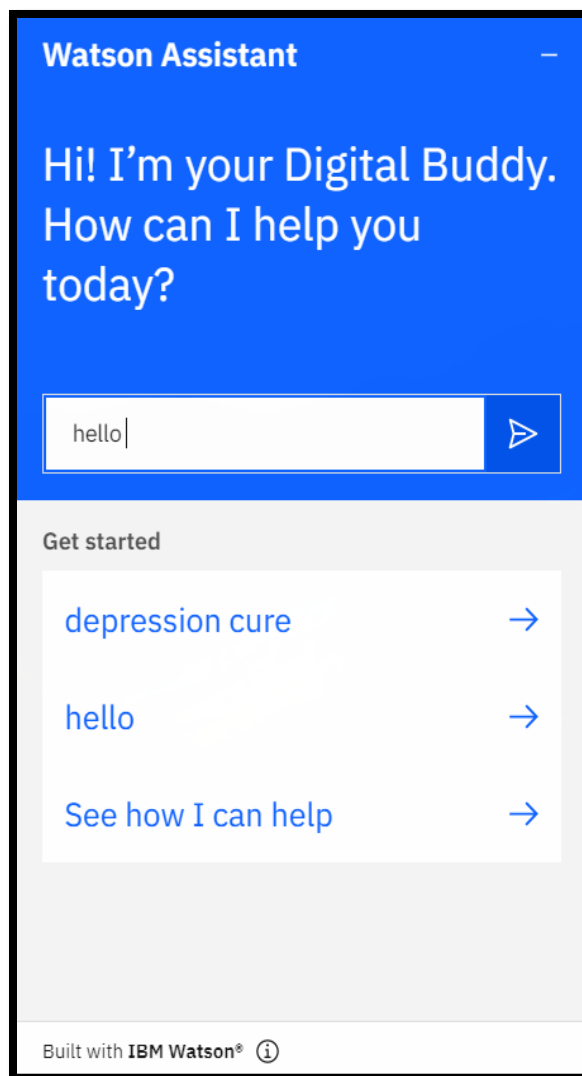 Watson Assistant
Hi! I'm your Digital Buddy.
How can I help you
today?
hello
Get started
depression cure
hello
See how I can help
Built with IBM Watson®